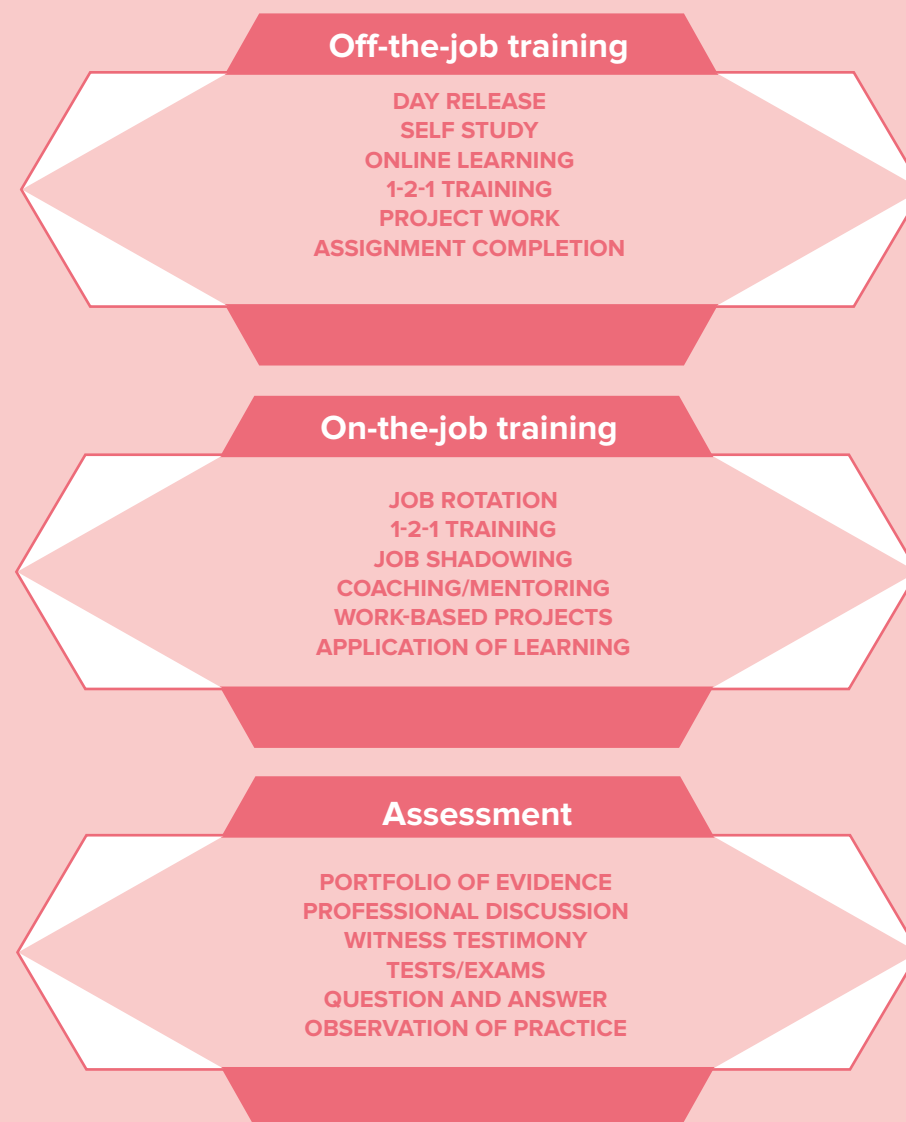 Off-the-job training
DAY RELEASE
SELF STUDY
ONLINE LEARNING
1-2-1 TRAINING
PROJECT WORK
ASSIGNMENT COMPLETION
On-the-job training
JOB ROTATION
1-2-1 TRAINING
JOB SHADOWING
COACHING/MENTORING
WORK-BASED PROJECTS
APPLICATION OF LEARNING
Assessment
PORTFOLIO OF EVIDENCE
PROFESSIONAL DISCUSSION
WITNESS TESTIMONY
TESTS/EXAMS
QUESTION AND ANSWER
OBSERVATION OF PRACTICE